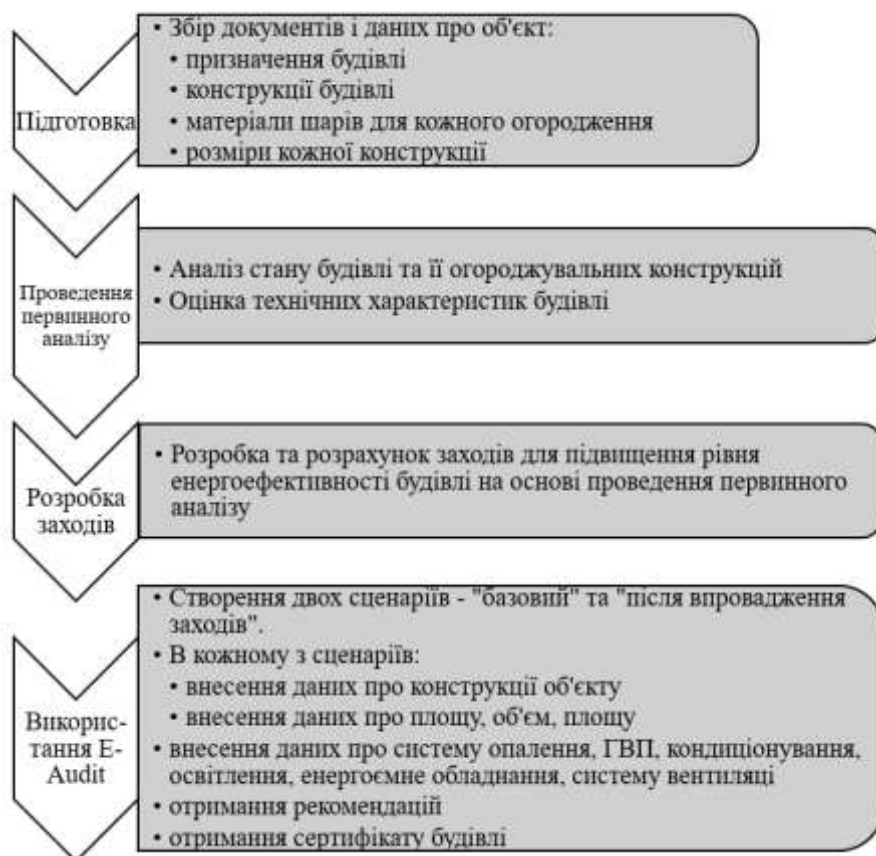 Підготовка
• Збір документів і даних про об'єкт:
• призначення будівлі
• конструкції будівлі
• матеріали шарів для кожного огородження
• розміри кожної конструкції
Проведення
первинного
аналізу
• Аналіз стану будівлі та її огороджувальних конструкцій
• Оцінка технічних характеристик будівлі
Розробка
заходів
• Розробка та розрахунок заходів для підвищення рівня
енергоефективності будівлі на основі проведення первинного
аналізу
Викорис-
тання E-
Audit
• Створення двох сценаріїв - "базовий" та "після впровадження
заходів".
• В кожному з сценаріїв:
• внесення даних про конструкції об'єкту
• внесення даних про площу, об'єм, площу
• внесення даних про систему опалення, ГВП, кондиціонування,
освітлення, енергоємне обладнання, систему вентиляці
• отримання рекомендацій
• отримання сертифікату будівлі